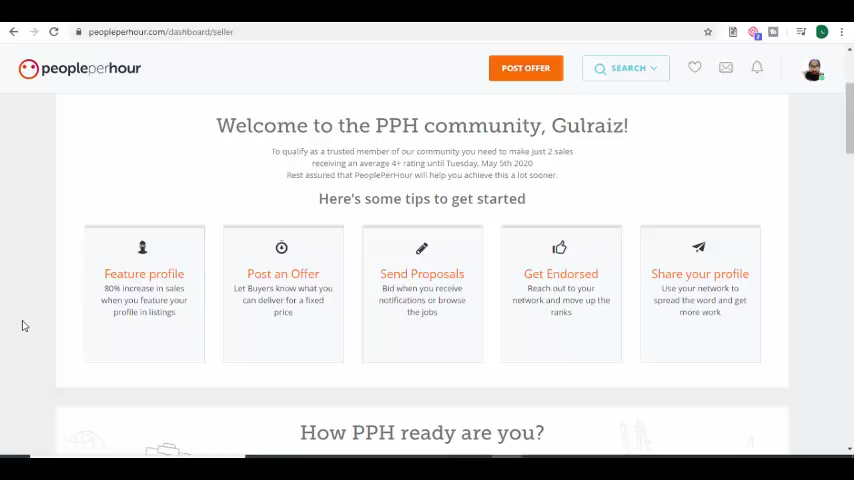 peopleperhour.com/dashboard/seller
peopleperhour
POST OFFER
SEARCH
Welcome to the PPH community, Gulraiz!
To qualify as a trusted member of our community you need to make just 2 sales
receiving an average 4+ rating until Tuesday, May 5th 2020.
Rest assured that PeoplePerHour will help you achieve this a lot sooner.
Here's some tips to get started
Feature profile
80% increase in sales
when you feature your
profile in listings
Post an Offer
Let Buyers know what you
can deliver for a fixed
price
Send Proposals
Bid when you receive
notifications or browse
the jobs
Get Endorsed
Reach out to your
network and move up the
ranks
Share your profile
Use your network to
spread the word and get
more work
How PPH ready are you?